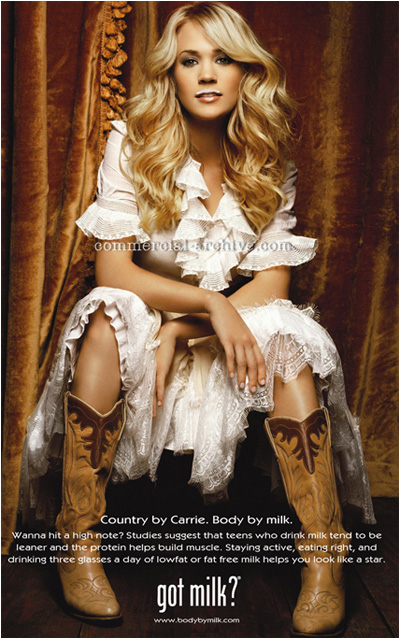 commercial-archive.com
Country by Carrie. Body by milk.
Wanna hit a high note? Studies suggest that teens who drink milk tend to be
leaner and the protein helps build muscle. Staying active, eating right, and
drinking three glasses a day of lowfat or fat free milk helps you look like a star.
got milk?®
www.bodybymilk.com